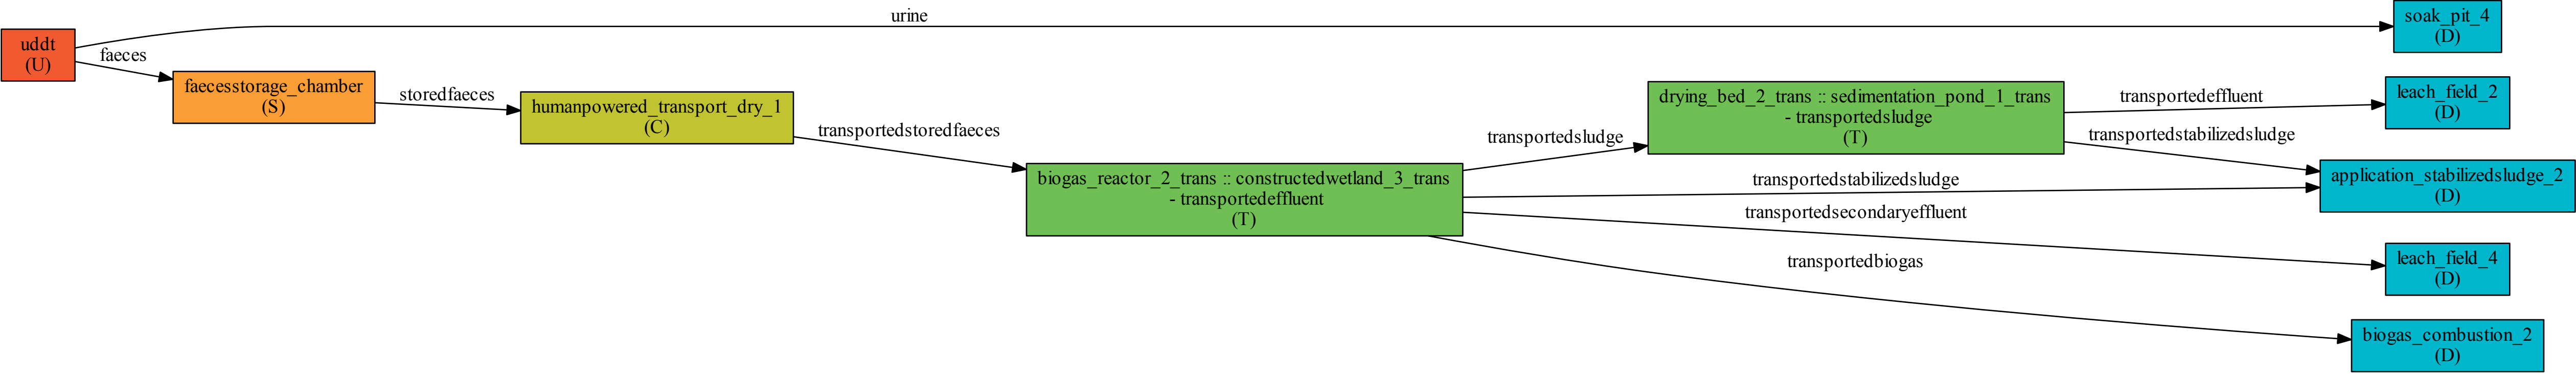 urine
soak_pit_4
(D)
uddt
(U)
faeces
faecesstorage_chamber
(S)
storedfaeces
humanpowered_transport_dry_1
(C)
transportedstoredfaeces
biogas_reactor_2_trans :: constructedwetland_3_trans
- transportedeffluent
(T)
transportedsludge
drying_bed_2_trans :: sedimentation_pond_1_trans
- transportedsludge
(T)
transportedeffluent
leach_field_2
(D)
transportedstabilizedsludge
transportedstabilizedsludge
application_stabilizedsludge_2
(D)
transportedsecondaryeffluent
leach_field_4
(D)
transportedbiogas
biogas_combustion_2
(D)